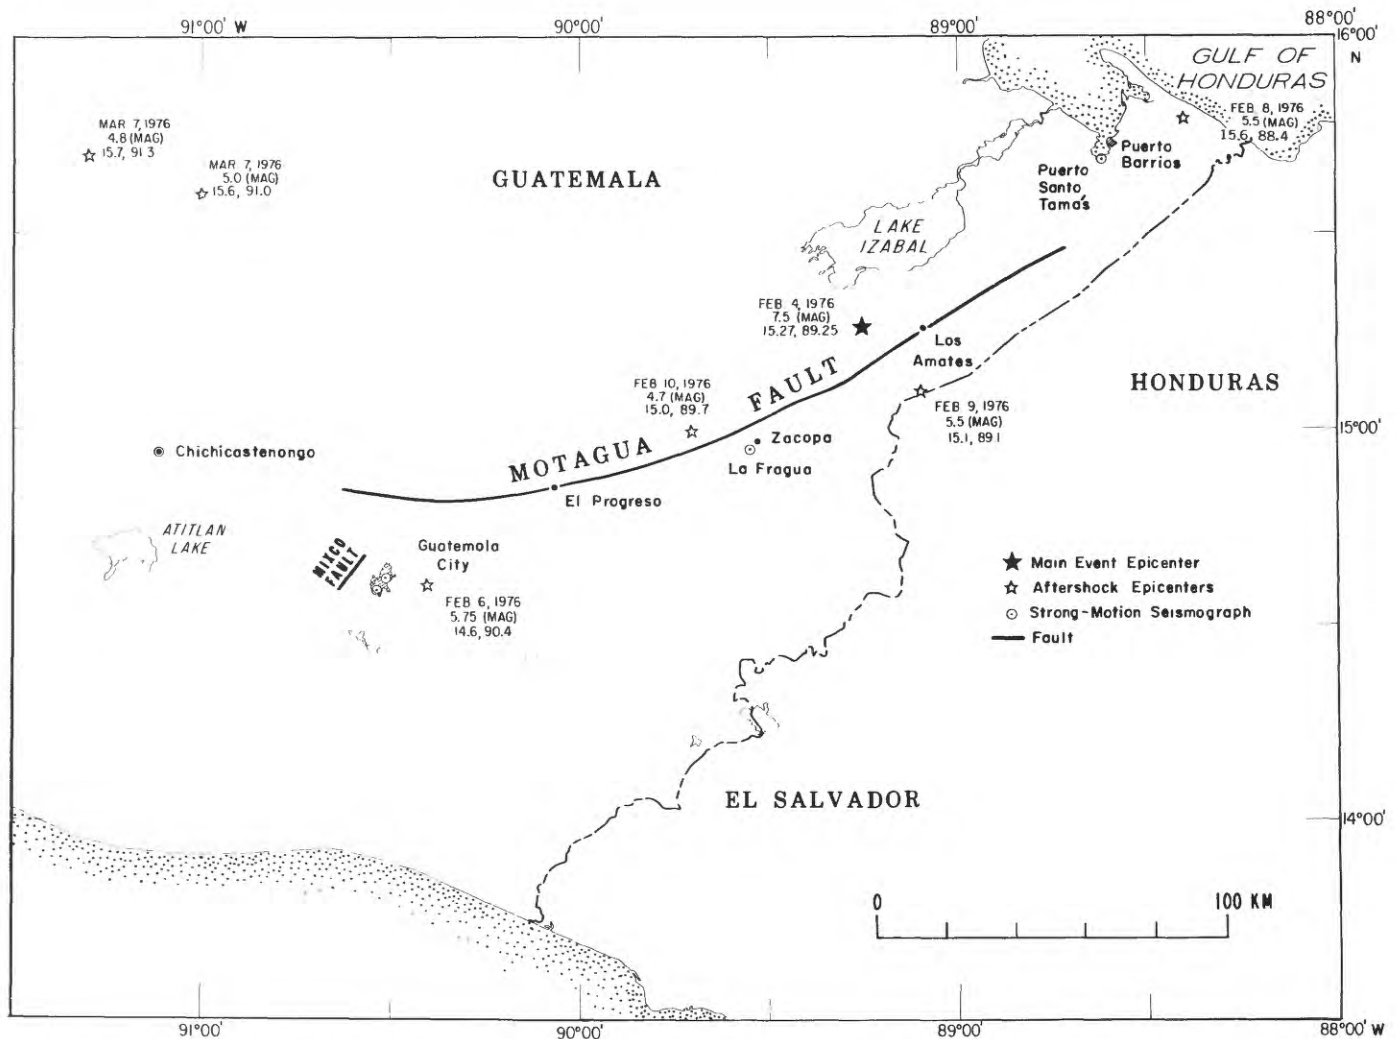 91°00' W
90°00'
89°00'
88°00'
16°00'
N
GULF OF
HONDURAS
FEB 8, 1976
5.5 (MAG)
15.6, 88.4
MAR 7, 1976
4.8 (MAG)
15.7, 91.3
MAR 7, 1976
5.0 (MAG)
15.6, 91.0
GUATEMALA
Puerto
Barrios
Puerto
Santo
Tamás
LAKE
IZABAL
FEB 4, 1976
7.5 (MAG)
15.27, 89.25
Los
Amates
HONDURAS
FEB 10, 1976
4.7 (MAG)
15.0, 89.7
MOTAGUA FAULT
FEB 9, 1976
5.5 (MAG)
15.1, 89.1
15°00'
Chichicastenongo
Zacopa
La Fragua
El Progreso
ATITLAN
LAKE
MIXCO
FAULT
Guatemola
City
FEB 6, 1976
5.75 (MAG)
14.6, 90.4
Main Event Epicenter
Aftershock Epicenters
Strong-Motion Seismograph
Fault
EL SALVADOR
14°00'
0 100 KM
91°00'
90°00'
89°00'
88°00' W